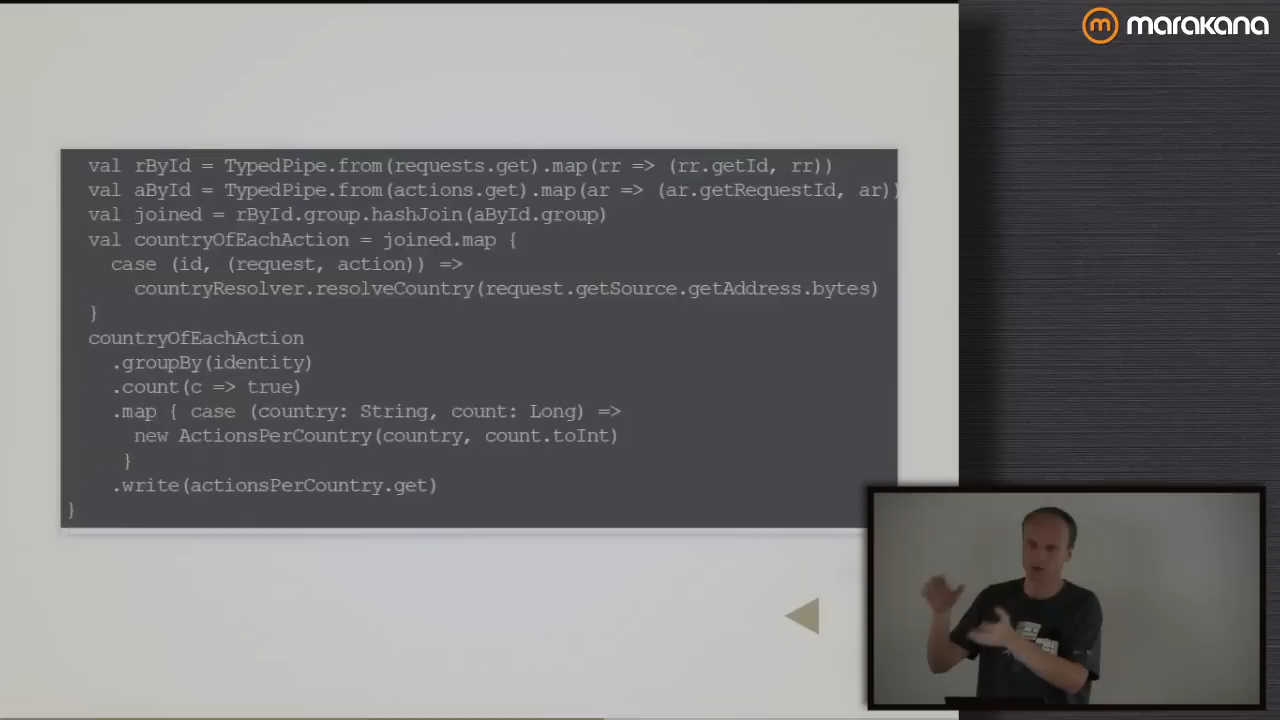 marakana
val rById = TypedPipe.from(requests.get).map(rr => (rr.getId, rr))
val aById = TypedPipe.from(actions.get).map(ar => (ar.getRequestId, ar))
val joined = rById.group.hashJoin(aById.group)
val countryOfEachAction = joined.map {
case (id, (request, action)) =>
countryResolver.resolveCountry(request.getSource.getAddress.bytes)
}
countryOfEachAction
.groupBy(identity)
.count(c => true)
.map { case (country: String, count: Long) =>
new ActionsPerCountry(country, count.toInt)
}
.write(actionsPerCountry.get)
}